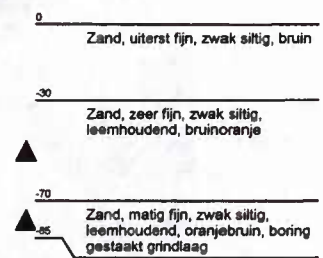 0
Zand, uiterst fijn, zwak siltig, bruin
-30
Zand, zeer fijn, zwak siltig,
leemhoudend, bruinoranje
-70
Zand, matig fijn, zwak siltig,
leemhoudend, oranjebruin, boring
-85
gestaakt grindlaag